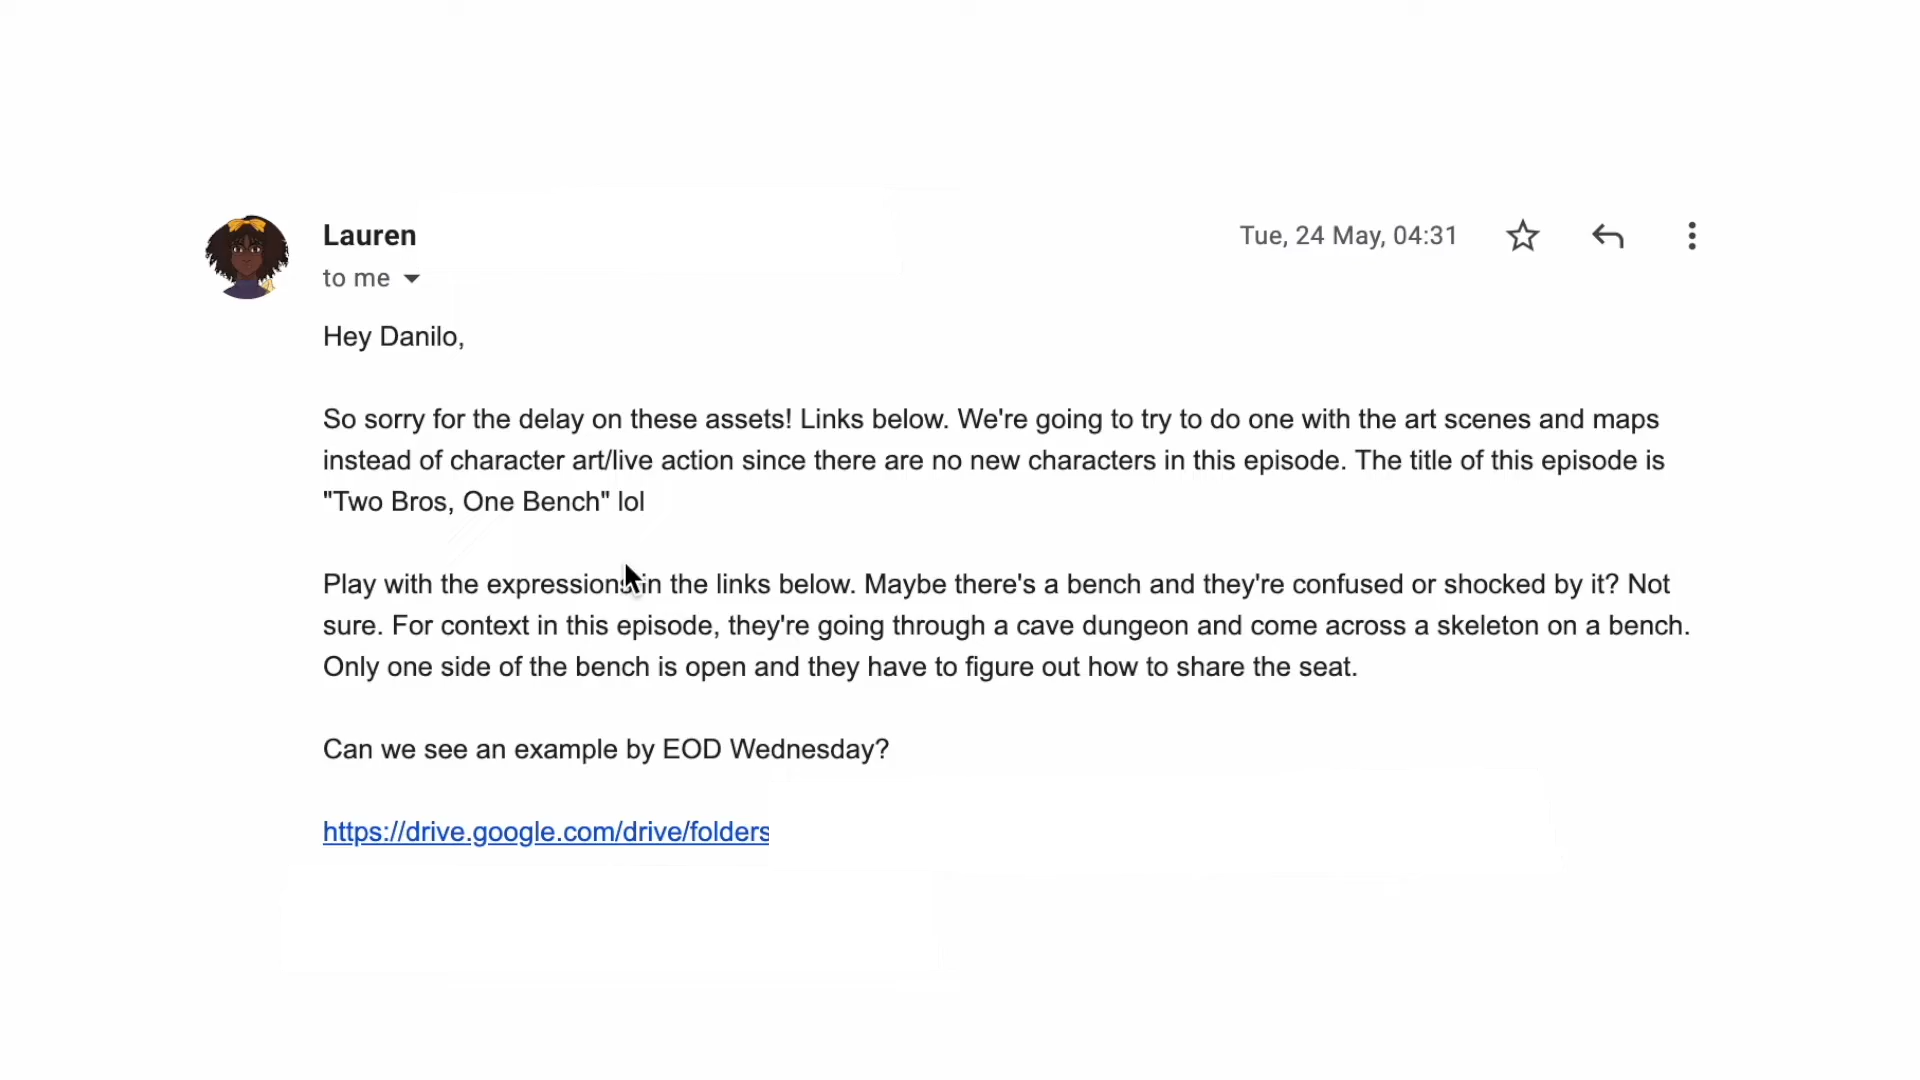 Lauren
Tue, 24 May, 04:31
to me
Hey Danilo,
So sorry for the delay on these assets! Links below. We're going to try to do one with the art scenes and maps
instead of character art/live action since there are no new characters in this episode. The title of this episode is
"Two Bros, One Bench" lol
Play with the expressions in the links below. Maybe there's a bench and they're confused or shocked by it? Not
sure. For context in this episode, they're going through a cave dungeon and come across a skeleton on a bench.
Only one side of the bench is open and they have to figure out how to share the seat.
Can we see an example by EOD Wednesday?
https://drive.google.com/drive/folders